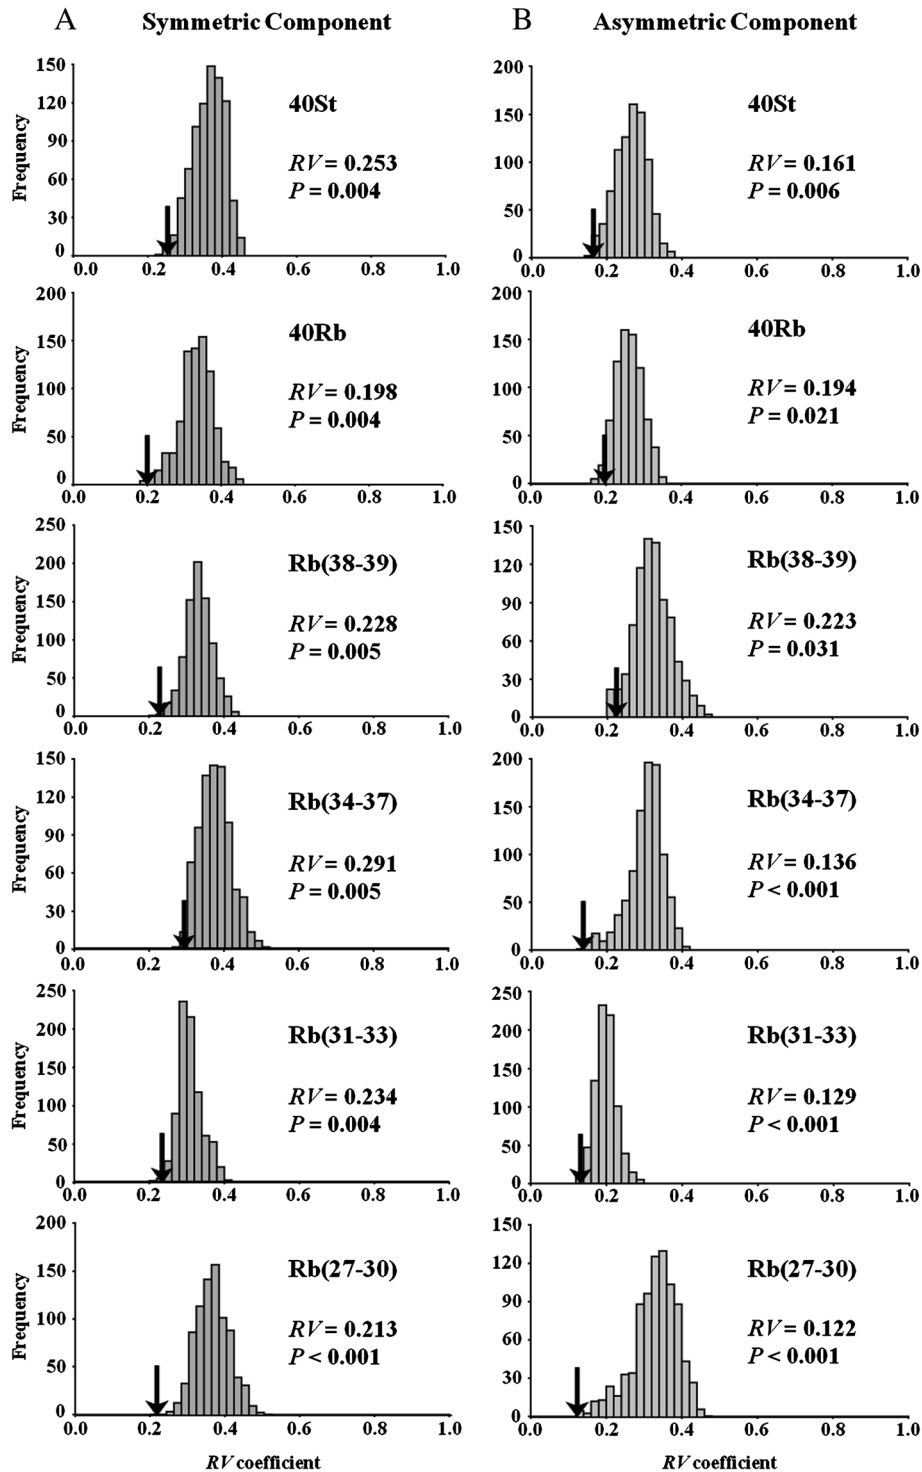 A Symmetric Component
B Asymmetric Component
Frequency
150
120
90
60
30
0
0.0 0.2 0.4 0.6 0.8 1.0
40St
RV = 0.253
P = 0.004
200
150
100
50
0
0.0 0.2 0.4 0.6 0.8 1.0
40St
RV = 0.161
P = 0.006
Frequency
200
150
100
50
0
0.0 0.2 0.4 0.6 0.8 1.0
40Rb
RV = 0.198
P = 0.004
200
150
100
50
0
0.0 0.2 0.4 0.6 0.8 1.0
40Rb
RV = 0.194
P = 0.021
Frequency
250
200
150
100
50
0
0.0 0.2 0.4 0.6 0.8 1.0
Rb(38-39)
RV = 0.228
P = 0.005
150
120
90
60
30
0
0.0 0.2 0.4 0.6 0.8 1.0
Rb(38-39)
RV = 0.223
P = 0.031
Frequency
150
120
90
60
30
0
0.0 0.2 0.4 0.6 0.8 1.0
Rb(34-37)
RV = 0.291
P = 0.005
200
150
100
50
0
0.0 0.2 0.4 0.6 0.8 1.0
Rb(34-37)
RV = 0.136
P < 0.001
Frequency
250
200
150
100
50
0
0.0 0.2 0.4 0.6 0.8 1.0
Rb(31-33)
RV = 0.234
P = 0.004
250
200
150
100
50
0
0.0 0.2 0.4 0.6 0.8 1.0
Rb(31-33)
RV = 0.129
P < 0.001
Frequency
200
150
100
50
0
0.0 0.2 0.4 0.6 0.8 1.0
Rb(27-30)
RV = 0.213
P < 0.001
RV coefficient
150
120
90
60
30
0
0.0 0.2 0.4 0.6 0.8 1.0
Rb(27-30)
RV = 0.122
P < 0.001
RV coefficient